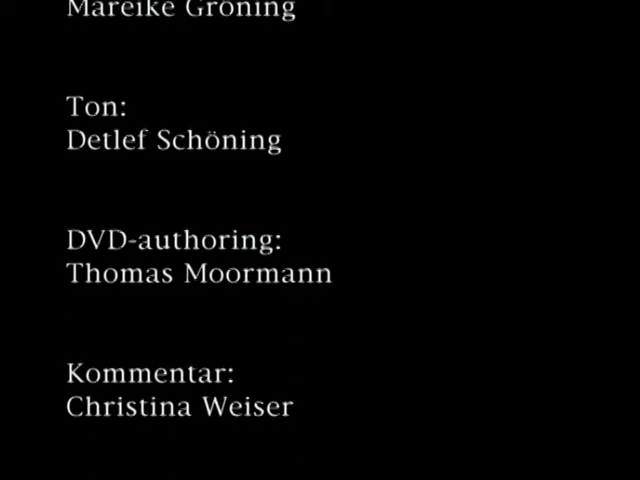 Mareike Gröning
Ton:
Detlef Schöning
DVD-authoring:
Thomas Moormann
Kommentar:
Christina Weiser